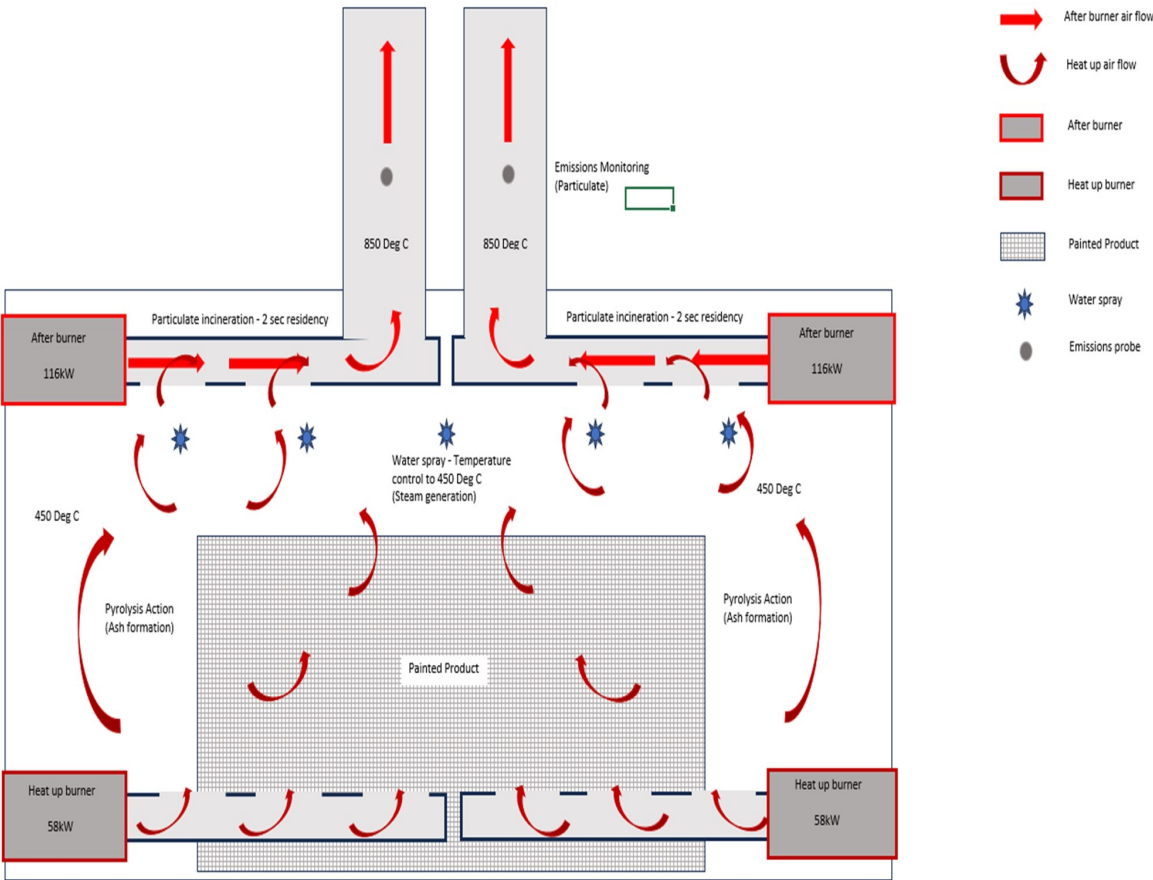 After burner air flow
Heat up air flow
After burner
Heat up burner
Painted Product
Water spray
Emissions probe
Emissions Monitoring
(Particulate)
850 Deg C
850 Deg C
Particulate incineration - 2 sec residency
Particulate incineration - 2 sec residency
After burner
116kW
After burner
116kW
Water spray - Temperature
control to 450 Deg C
(Steam generation)
450 Deg C
450 Deg C
Pyrolysis Action
(Ash formation)
Pyrolysis Action
(Ash formation)
Painted Product
Heat up burner
58kW
Heat up burner
58kW